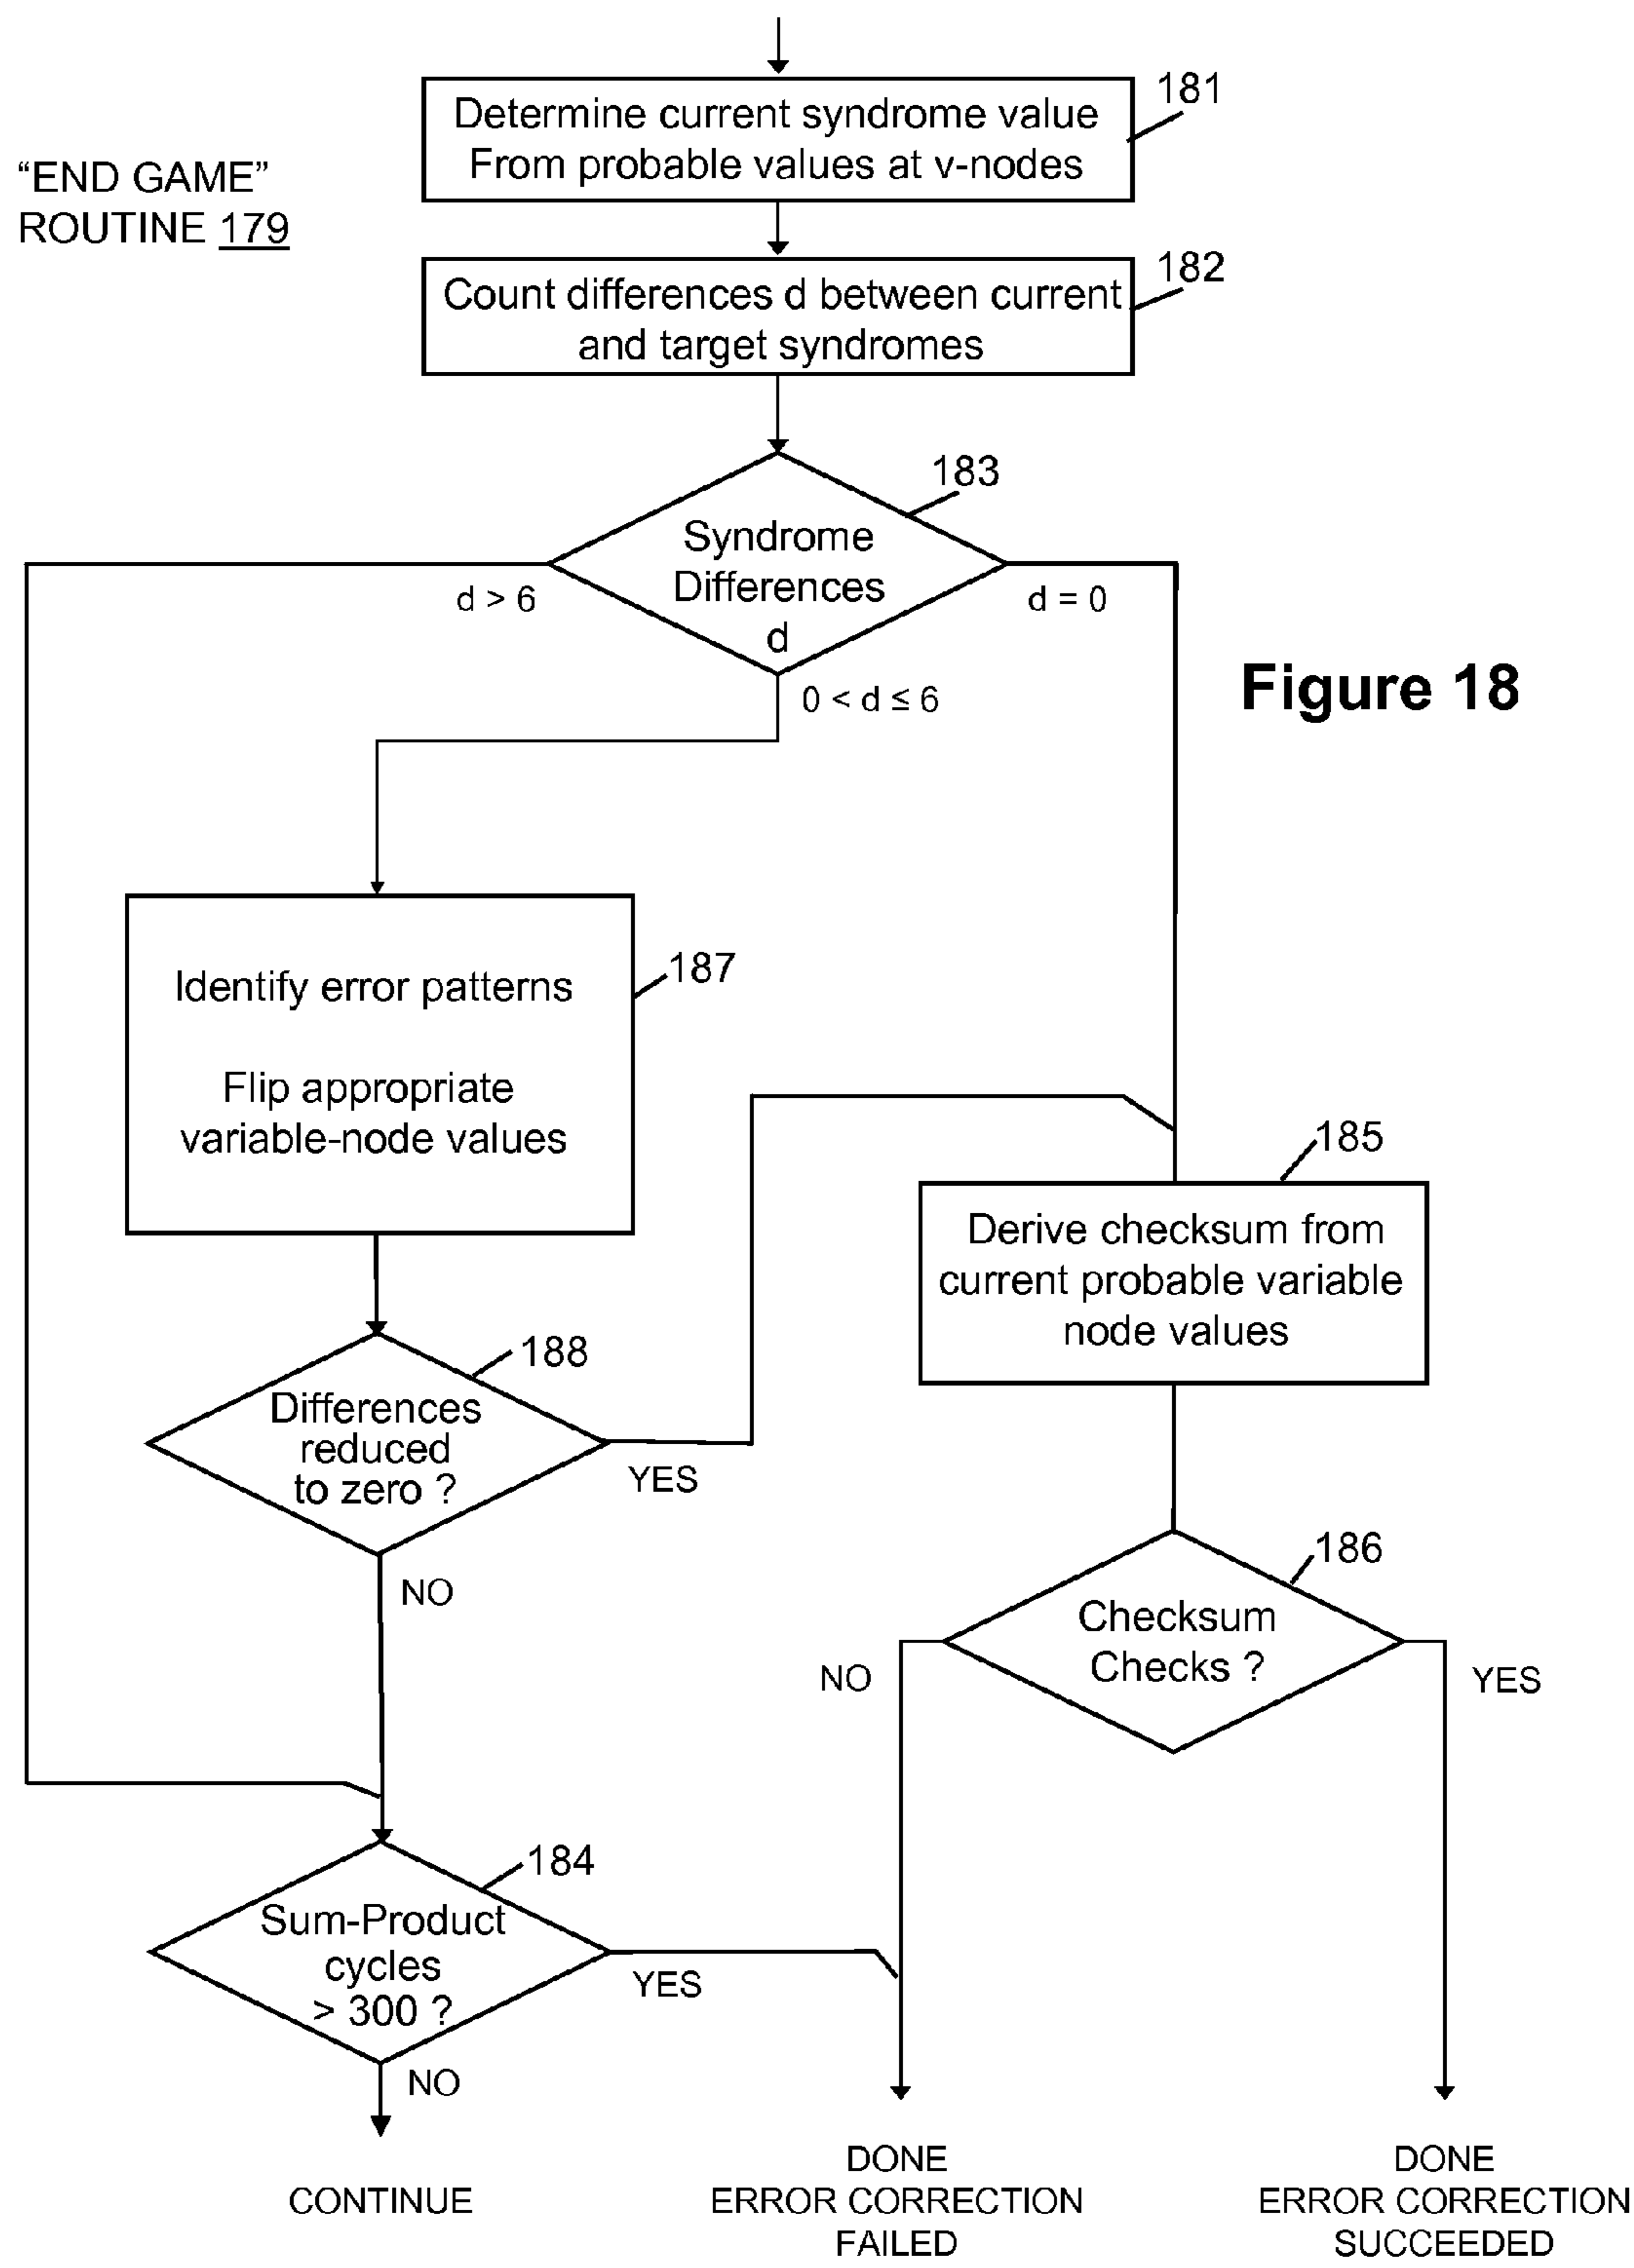 181
Determine current syndrome value
From probable values at v-nodes
“END GAME”
ROUTINE 179
182
Count differences d between current
and target syndromes
183
Syndrome
Differences
d
d > 6
d = 0
0 < d ≤ 6
Figure 18
187
Identify error patterns
Flip appropriate
variable-node values
185
Derive checksum from
current probable variable
node values
188
Differences
reduced
to zero ?
YES
NO
186
Checksum
Checks ?
NO
YES
184
Sum-Product
cycles
> 300 ?
YES
NO
CONTINUE
DONE
ERROR CORRECTION
FAILED
DONE
ERROR CORRECTION
SUCCEEDED